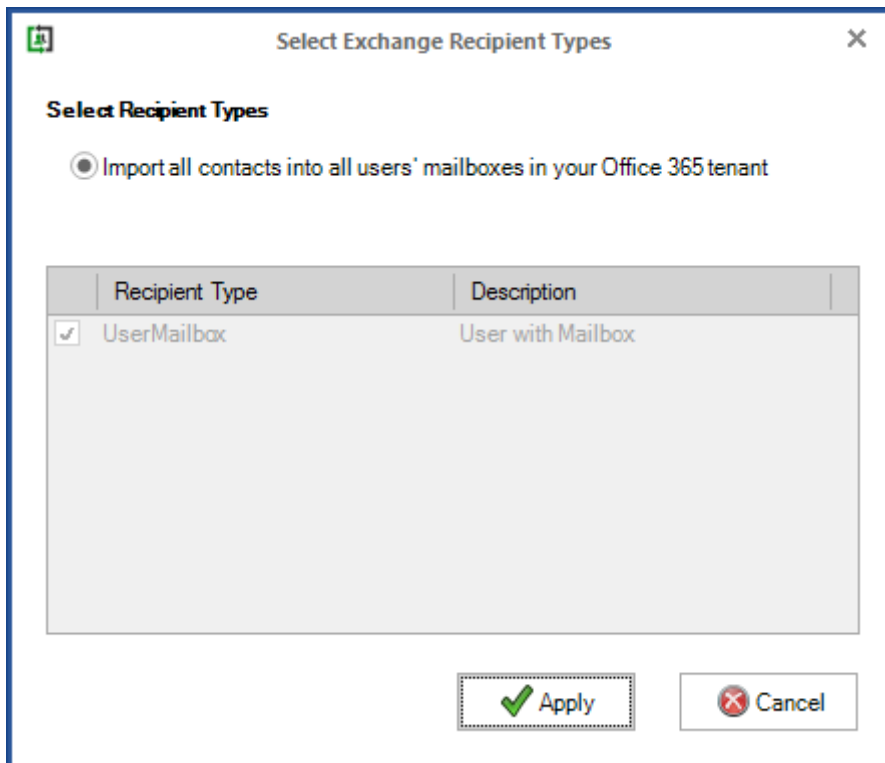 Select Exchange Recipient Types
Select Recipient Types
Import all contacts into all users' mailboxes in your Office 365 tenant
Recipient Type Description
UserMailbox User with Mailbox
Apply Cancel